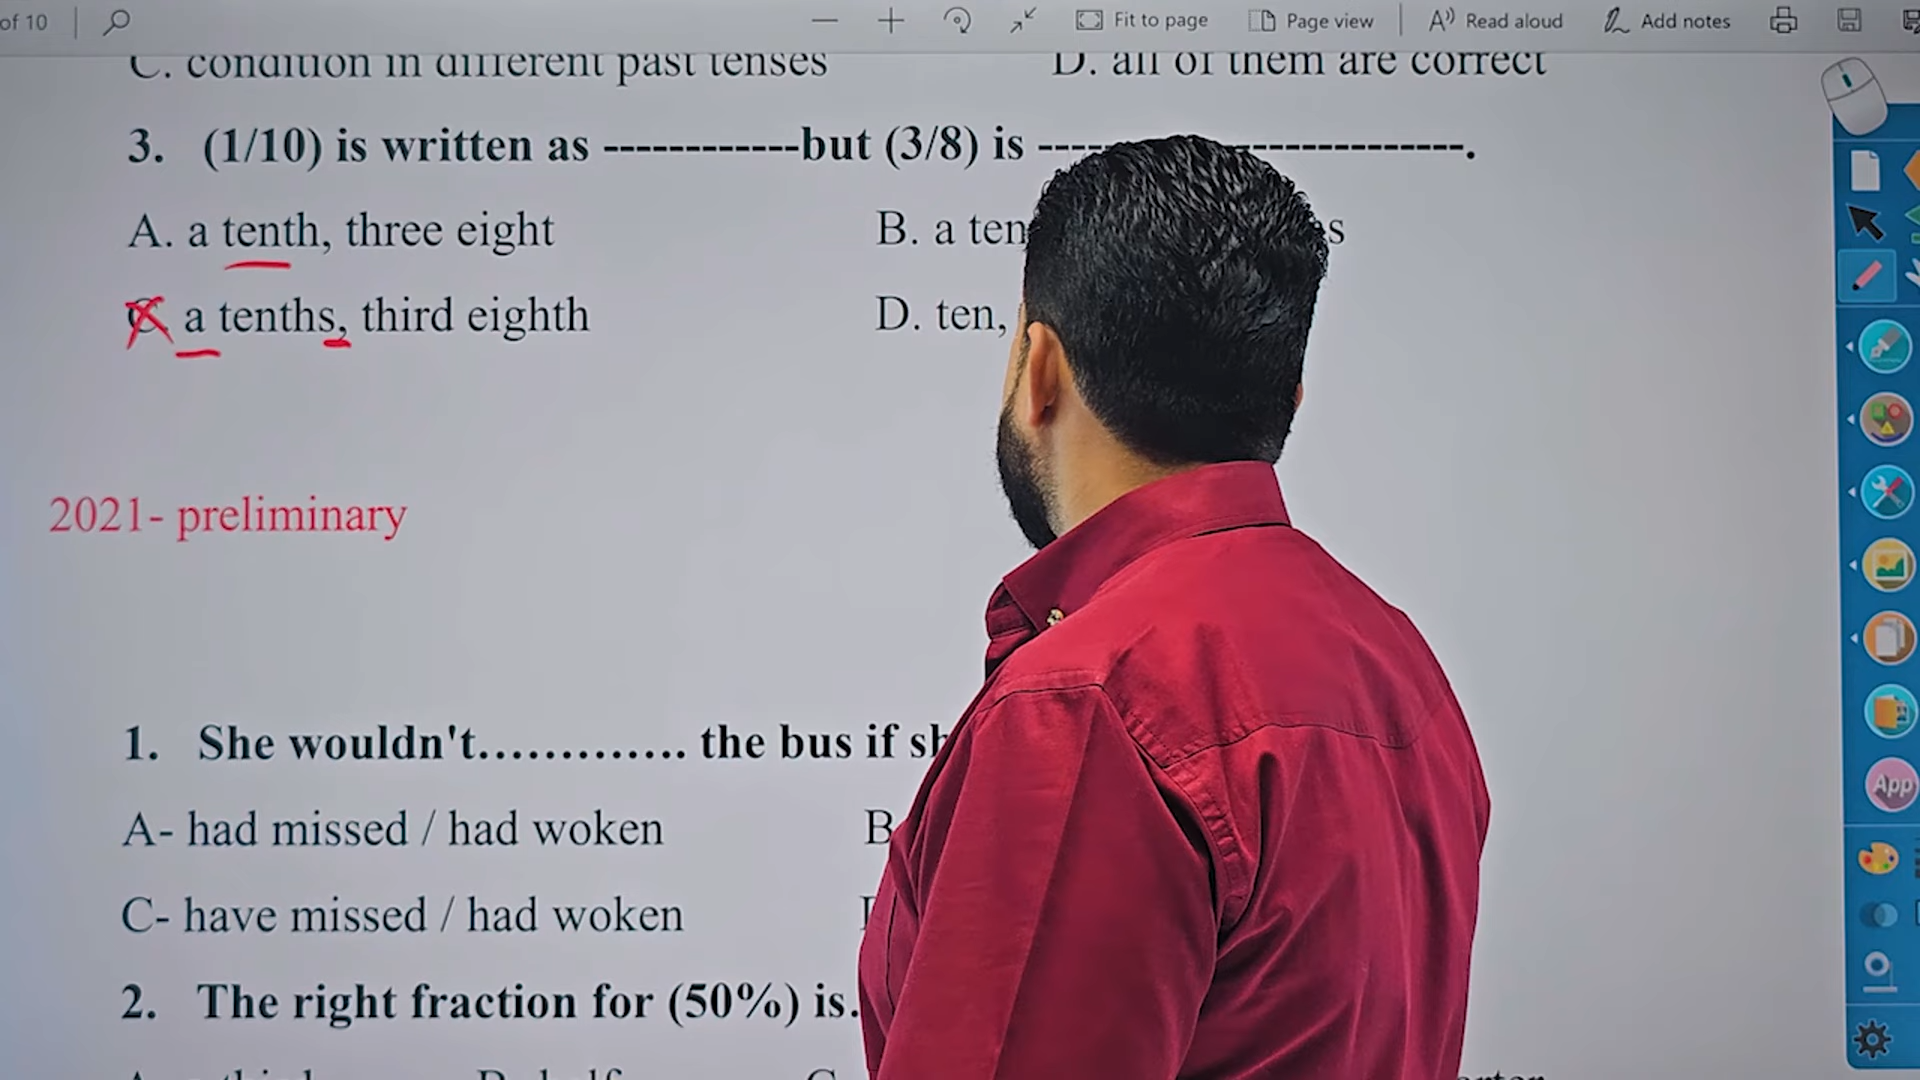 of 10 Fit to page Page view Read aloud Add notes
C. condition in different past tenses D. all of them are correct
3. (1/10) is written as ------------but (3/8) is --------------------------.
A. a tenth, three eight B. a ten
C. a tenths, third eighth D. ten,
2021- preliminary
1. She wouldn't............. the bus if sh
A- had missed / had woken B
C- have missed / had woken
2. The right fraction for (50%) is.
App